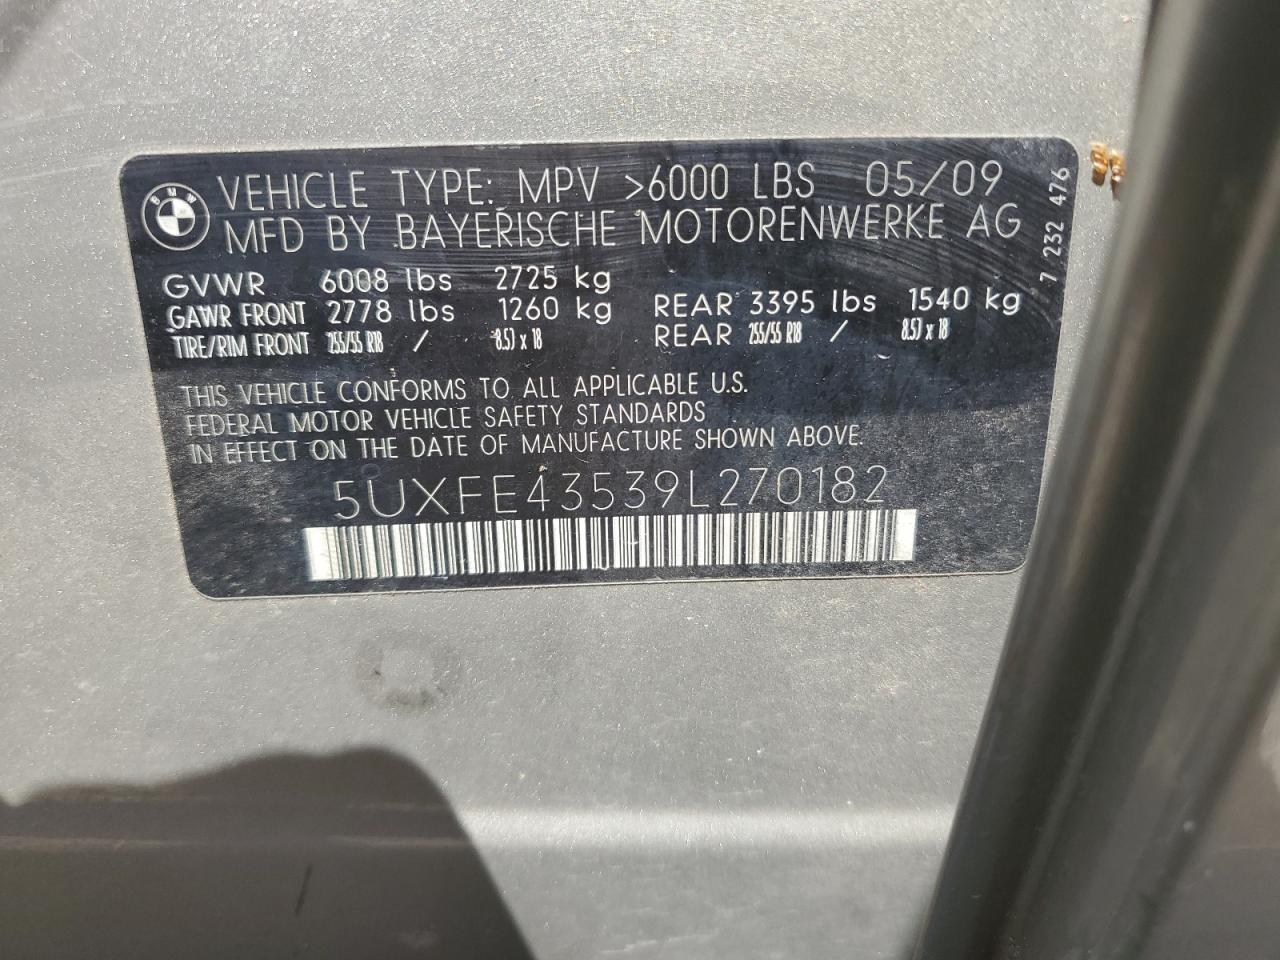 BMW
VEHICLE TYPE: MPV >6000 LBS 05/09
MFD BY BAYERISCHE MOTORENWERKE AG
GVWR 6008 lbs 2725 kg
GAWR FRONT 2778 lbs 1260 kg REAR 3395 lbs 1540 kg
TIRE/RIM FRONT 255/55 R18 / 8.5J x 18 REAR 255/55 R18 / 8.5J x 18
THIS VEHICLE CONFORMS TO ALL APPLICABLE U.S.
FEDERAL MOTOR VEHICLE SAFETY STANDARDS
IN EFFECT ON THE DATE OF MANUFACTURE SHOWN ABOVE.
5UXFE43539L270182
7 232 476